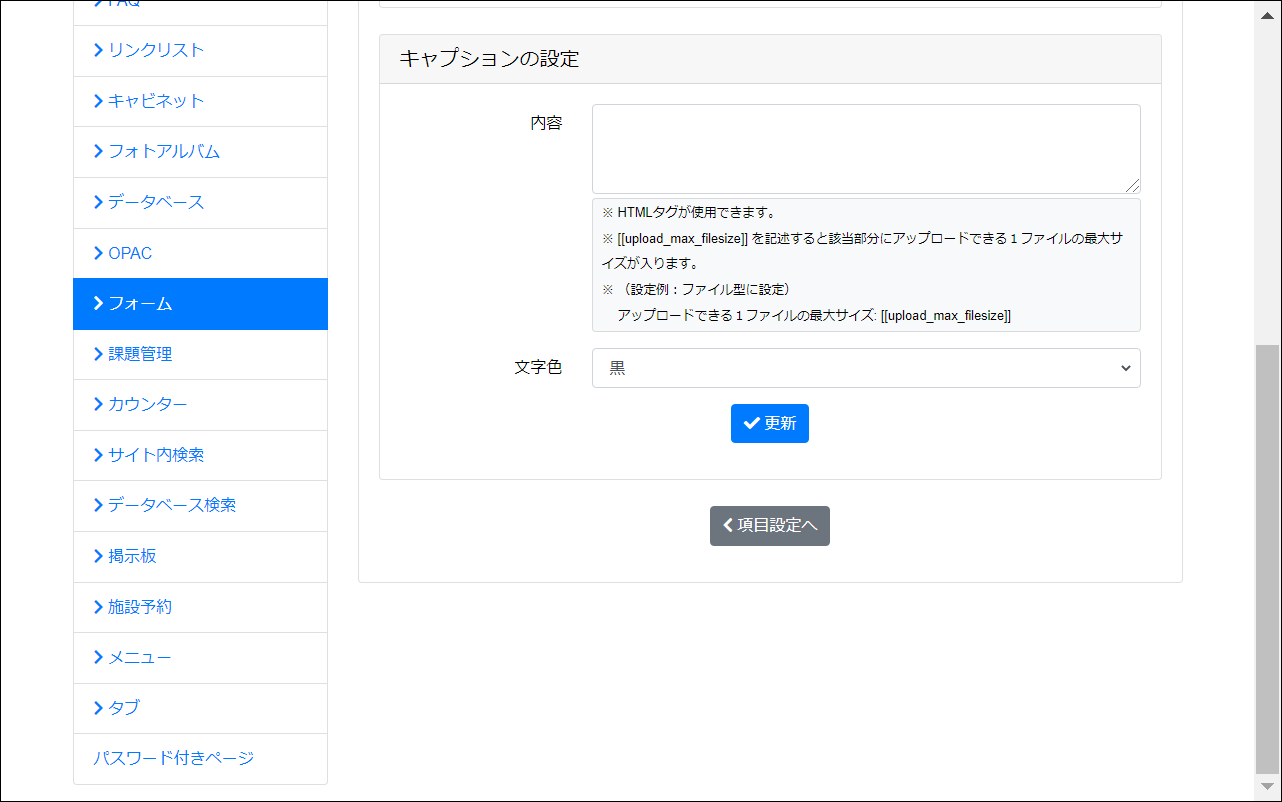 FAQ
リンクリスト
キャビネット
フォトアルバム
データベース
OPAC
フォーム
課題管理
カウンター
サイト内検索
データベース検索
掲示板
施設予約
メニュー
タブ
パスワード付きページ
キャプションの設定
内容
※ HTMLタグが使用できます。
※ [[upload_max_filesize]] を記述すると該当部分にアップロードできる１ファイルの最大サ
イズが入ります。
※ （設定例：ファイル型に設定）
アップロードできる１ファイルの最大サイズ: [[upload_max_filesize]]
文字色
黒
更新
項目設定へ